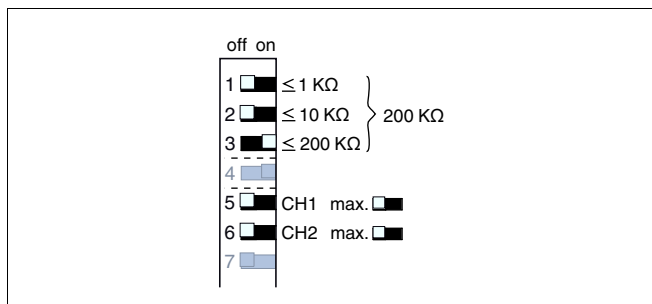 off on
1 ≤ 1 KΩ
2 ≤ 10 KΩ 200 KΩ
3 ≤ 200 KΩ
4
5 CH1 max.
6 CH2 max.
7